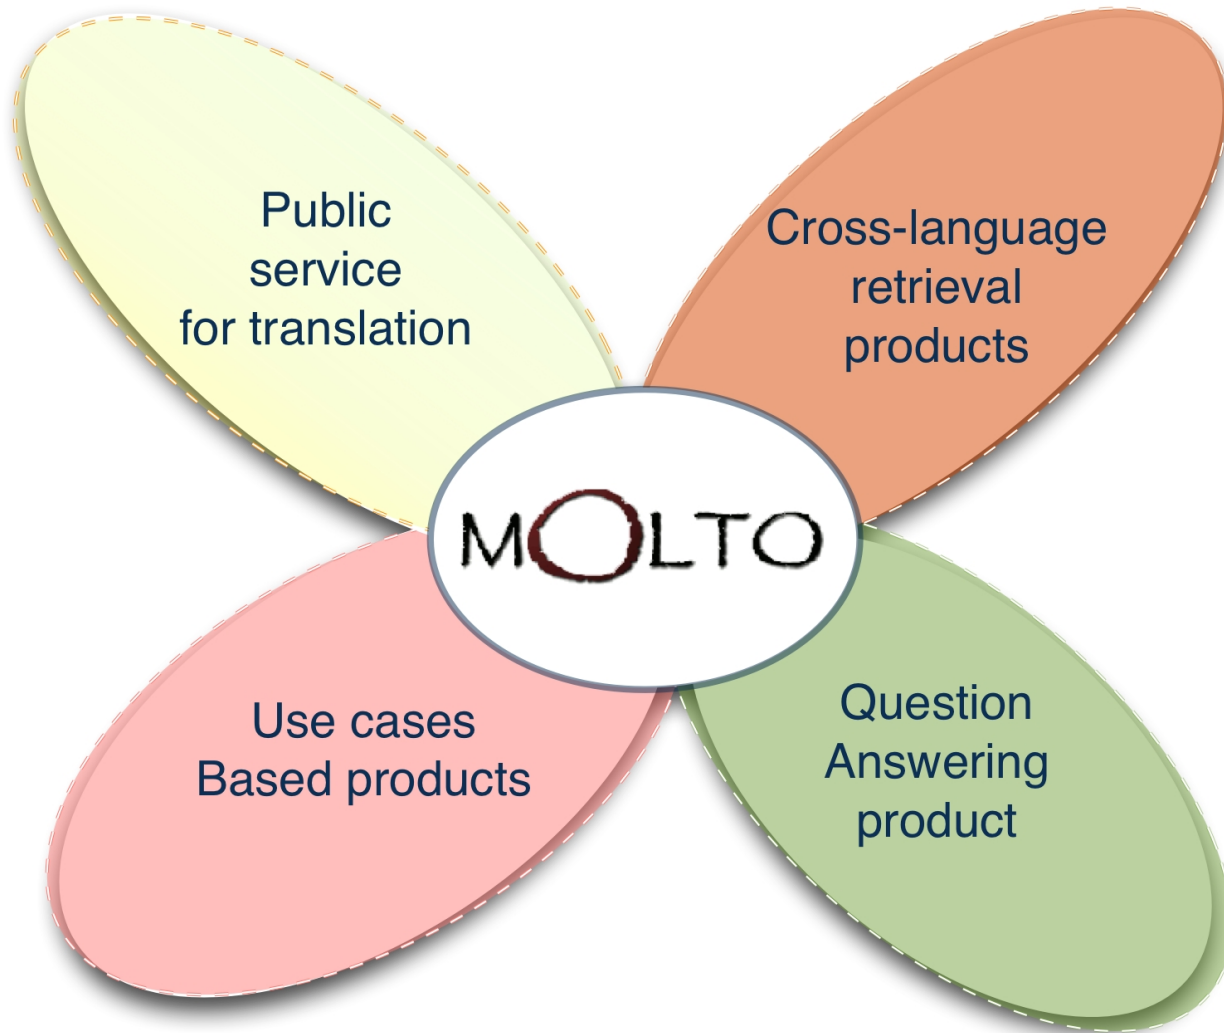 Public
service
for translation
Cross-language
retrieval
products
MOLTO
Use cases
Based products
Question
Answering
product